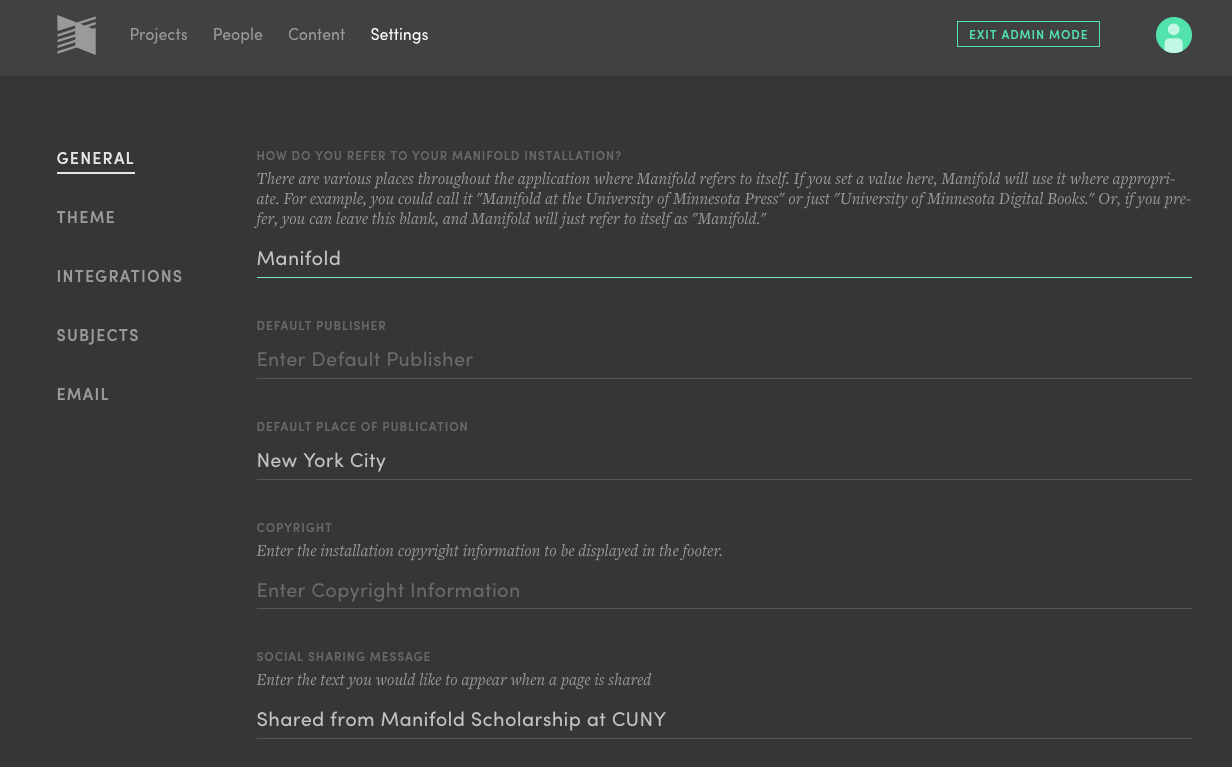 Projects People Content Settings EXIT ADMIN MODE
GENERAL
THEME
INTEGRATIONS
SUBJECTS
EMAIL
HOW DO YOU REFER TO YOUR MANIFOLD INSTALLATION?
There are various places throughout the application where Manifold refers to itself. If you set a value here, Manifold will use it where appropri-
ate. For example, you could call it "Manifold at the University of Minnesota Press" or just "University of Minnesota Digital Books." Or, if you pre-
fer, you can leave this blank, and Manifold will just refer to itself as "Manifold."
Manifold
DEFAULT PUBLISHER
Enter Default Publisher
DEFAULT PLACE OF PUBLICATION
New York City
COPYRIGHT
Enter the installation copyright information to be displayed in the footer.
Enter Copyright Information
SOCIAL SHARING MESSAGE
Enter the text you would like to appear when a page is shared
Shared from Manifold Scholarship at CUNY